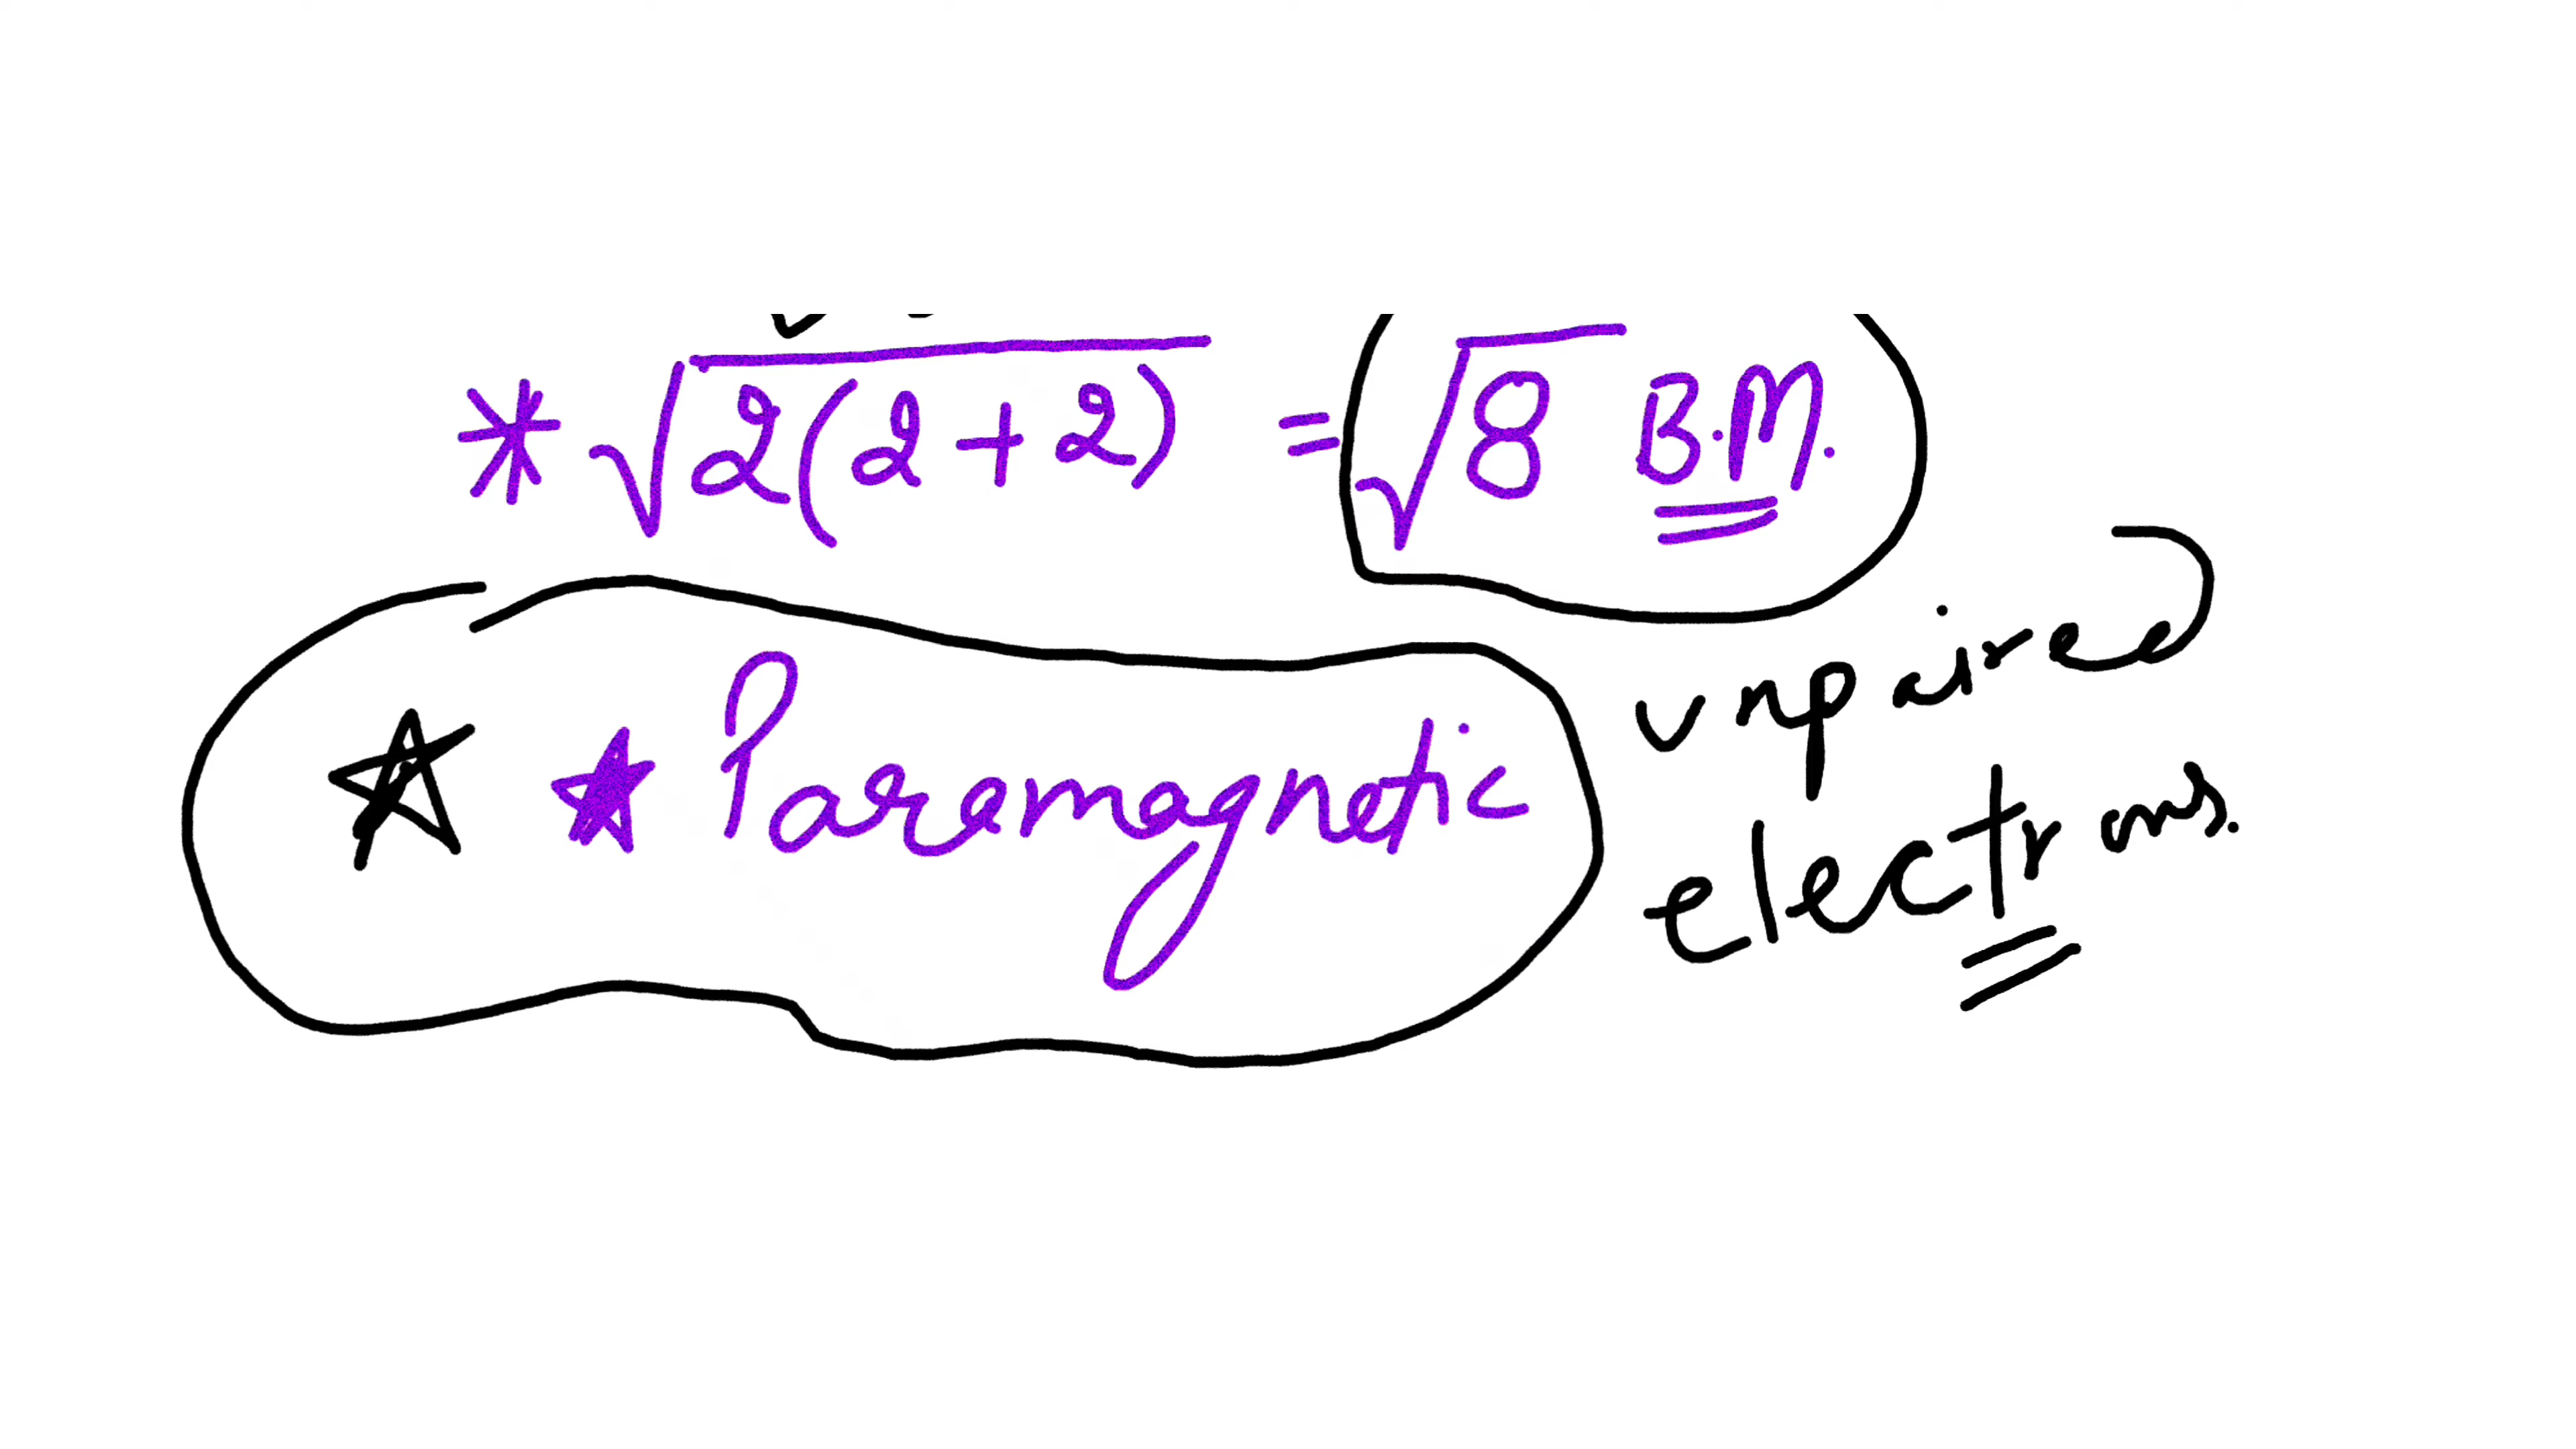 * √2(2+2) = √8 B.M.
☆ ★ Paramagnetic
unpaired
electrons.